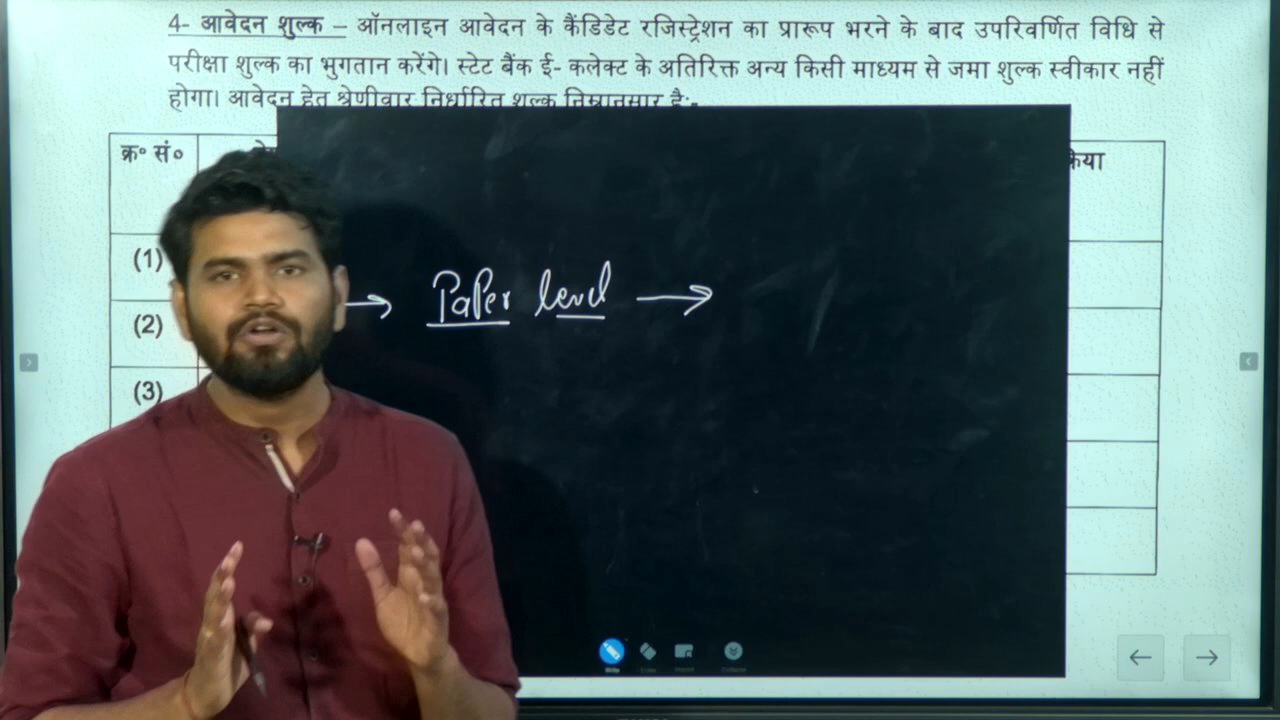 4- आवेदन शुल्क – ऑनलाइन आवेदन के कैंडिडेट रजिस्ट्रेशन का प्रारूप भरने के बाद उपरिवर्णित विधि से
परीक्षा शुल्क का भुगतान करेंगे। स्टेट बैंक ई- कलेक्ट के अतिरिक्त अन्य किसी माध्यम से जमा शुल्क स्वीकार नहीं
होगा। आवेदन हेतु श्रेणीवार निर्धारित शुल्क निम्नानुसार है:-
क्र० सं०
(1)
(2)
(3)
→ Paper level →
Write